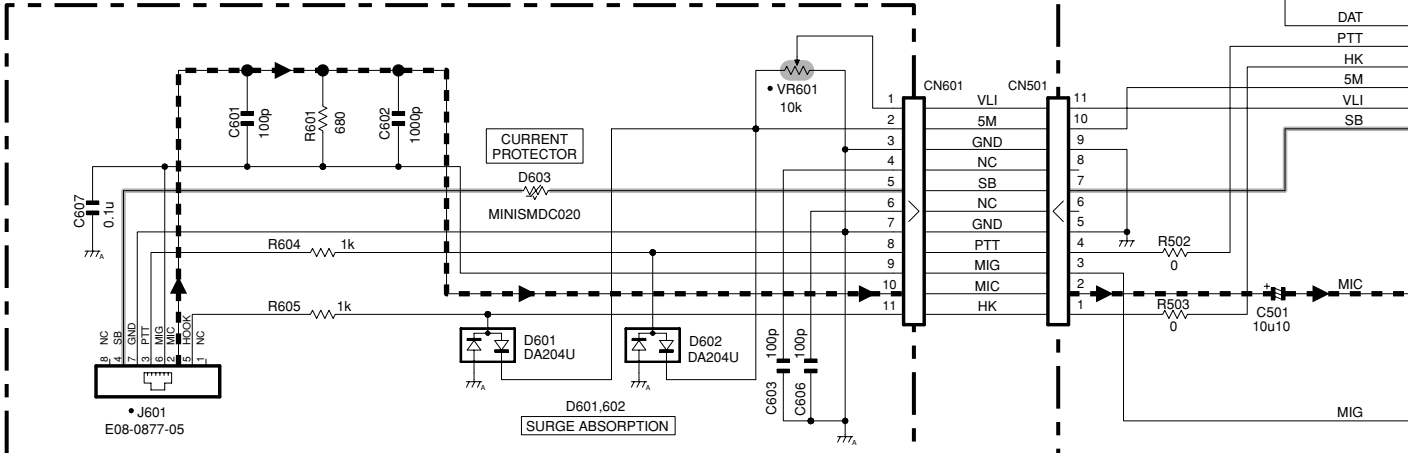 DAT
PTT
HK
5M
VLI
SB
CN601
CN501
• VR601
10k
C601
100p
R601
680
C602
1000p
CURRENT
PROTECTOR
D603
MINISMDC020
C607
0.1u
A
R604 1k
R605 1k
1 VLI 11
2 5M 10
3 GND 9
4 NC 8
5 SB 7
6 NC 6
7 GND 5
8 PTT 4
9 MIG 3
10 MIC 2
11 HK 1
R502
0
R503
0
+
C501
10u10
MIC
MIG
D601
DA204U
A
D602
DA204U
A
C603
100p
C606
100p
A
D601,602
SURGE ABSORPTION
8 NC
4 SB
7 GND
3 PTT
6 MIG
2 MIC
5 HOOK
1 NC
• J601
E08-0877-05